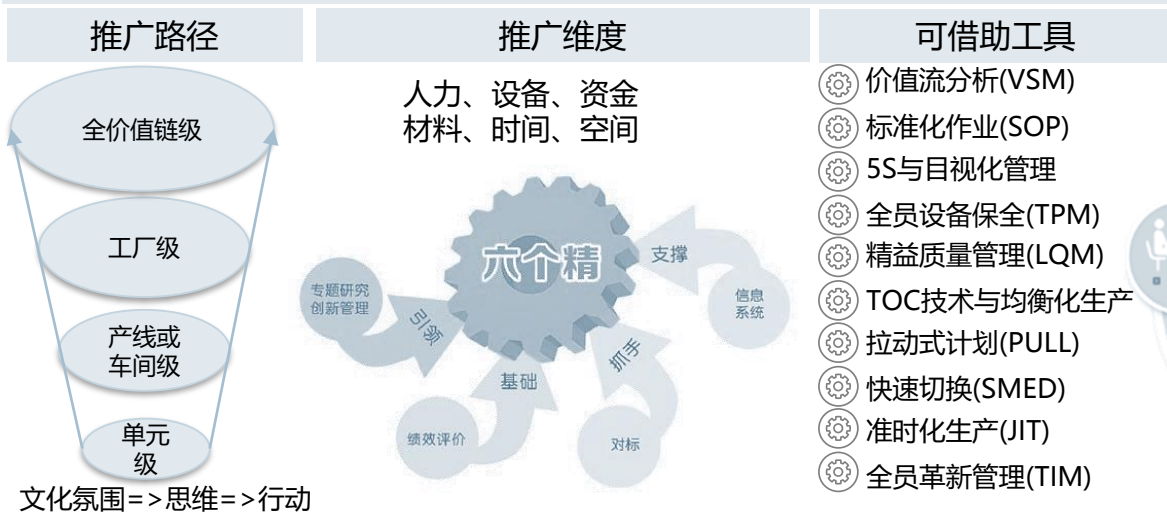 推广路径
全价值链级
工厂级
产线或
车间级
单元
级
文化氛围=>思维=>行动
推广维度
人力、设备、资金
材料、时间、空间
六个精
专题研究
创新管理
引领
基础
绩效评价
抓手
对标
支撑
信息
系统
可借助工具
价值流分析(VSM)
标准化作业(SOP)
5S与目视化管理
全员设备保全(TPM)
精益质量管理(LQM)
TOC技术与均衡化生产
拉动式计划(PULL)
快速切换(SMED)
准时化生产(JIT)
全员革新管理(TIM)